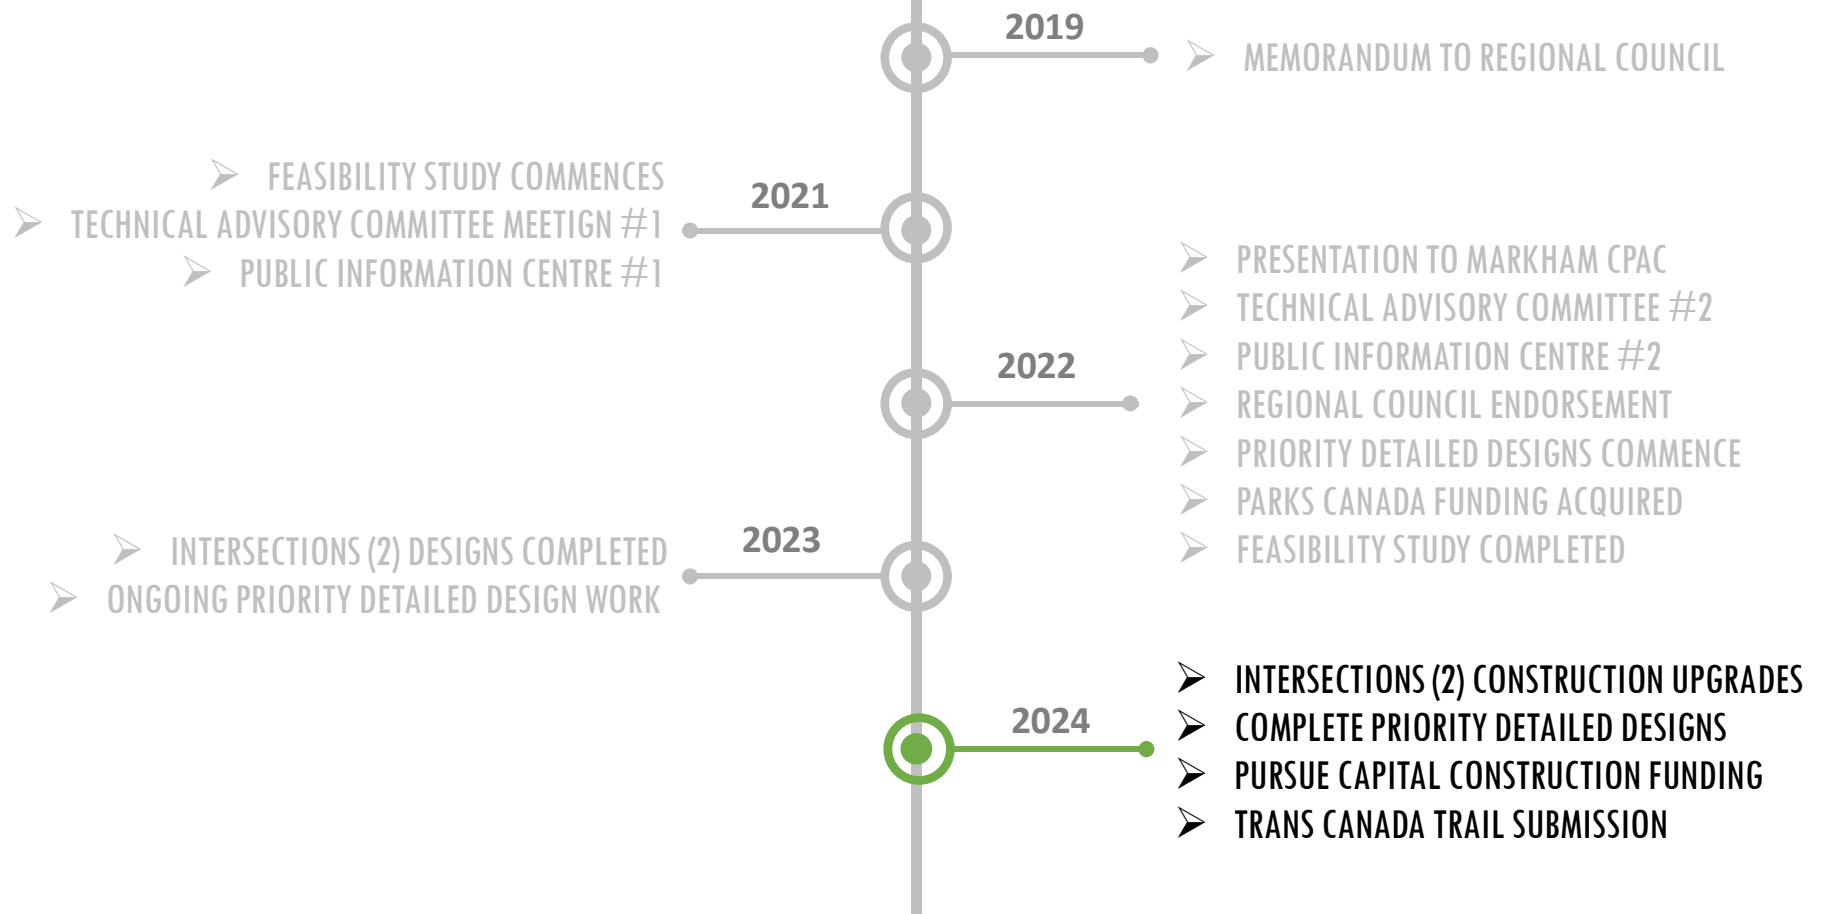 2019
➢ MEMORANDUM TO REGIONAL COUNCIL
2021
➢ FEASIBILITY STUDY COMMENCES
➢ TECHNICAL ADVISORY COMMITTEE MEETIGN #1
➢ PUBLIC INFORMATION CENTRE #1
2022
➢ PRESENTATION TO MARKHAM CPAC
➢ TECHNICAL ADVISORY COMMITTEE #2
➢ PUBLIC INFORMATION CENTRE #2
➢ REGIONAL COUNCIL ENDORSEMENT
➢ PRIORITY DETAILED DESIGNS COMMENCE
➢ PARKS CANADA FUNDING ACQUIRED
➢ FEASIBILITY STUDY COMPLETED
2023
➢ INTERSECTIONS (2) DESIGNS COMPLETED
➢ ONGOING PRIORITY DETAILED DESIGN WORK
2024
➢ INTERSECTIONS (2) CONSTRUCTION UPGRADES
➢ COMPLETE PRIORITY DETAILED DESIGNS
➢ PURSUE CAPITAL CONSTRUCTION FUNDING
➢ TRANS CANADA TRAIL SUBMISSION